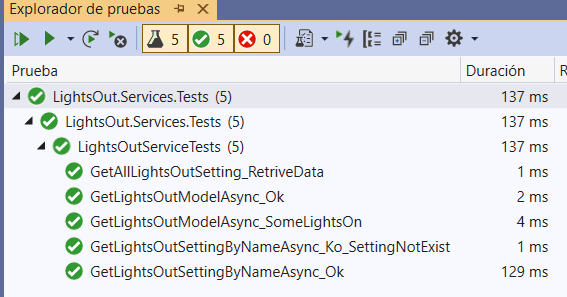 Explorador de pruebas
5 5 0
Prueba Duración R
LightsOut.Services.Tests (5) 137 ms
LightsOut.Services.Tests (5) 137 ms
LightsOutServiceTests (5) 137 ms
GetAllLightsOutSetting_RetriveData 1 ms
GetLightsOutModelAsync_Ok 2 ms
GetLightsOutModelAsync_SomeLightsOn 4 ms
GetLightsOutSettingByNameAsync_Ko_SettingNotExist 1 ms
GetLightsOutSettingByNameAsync_Ok 129 ms